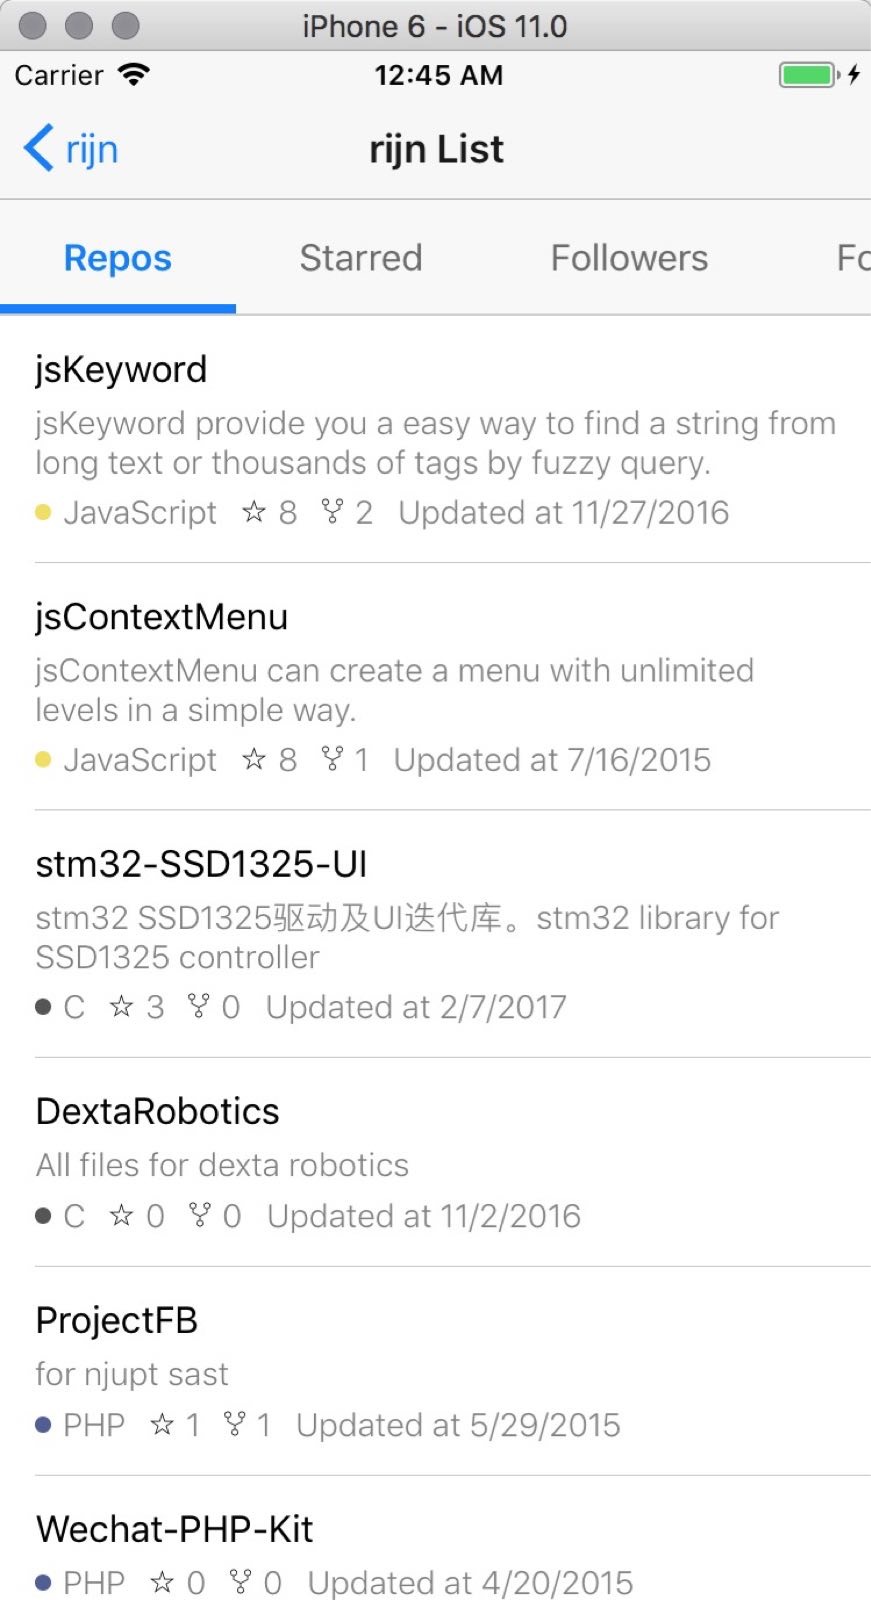 iPhone 6 - iOS 11.0
Carrier 12:45 AM
rijn rijn List
Repos Starred Followers Fo
jsKeyword
jsKeyword provide you a easy way to find a string from
long text or thousands of tags by fuzzy query.
JavaScript 8 2 Updated at 11/27/2016
jsContextMenu
jsContextMenu can create a menu with unlimited
levels in a simple way.
JavaScript 8 1 Updated at 7/16/2015
stm32-SSD1325-UI
stm32 SSD1325驱动及UI迭代库。stm32 library for
SSD1325 controller
C 3 0 Updated at 2/7/2017
DextaRobotics
All files for dexta robotics
C 0 0 Updated at 11/2/2016
ProjectFB
for njupt sast
PHP 1 1 Updated at 5/29/2015
Wechat-PHP-Kit
PHP 0 0 Updated at 4/20/2015